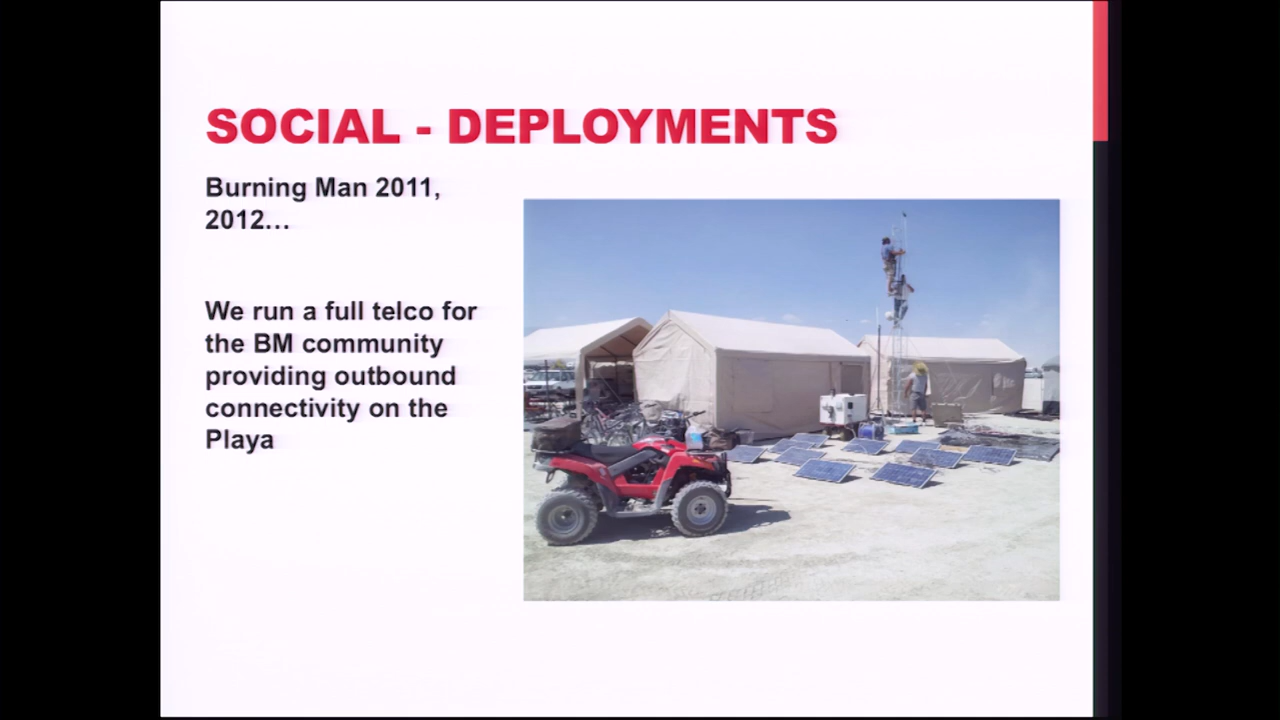 SOCIAL - DEPLOYMENTS
Burning Man 2011,
2012…
We run a full telco for
the BM community
providing outbound
connectivity on the
Playa